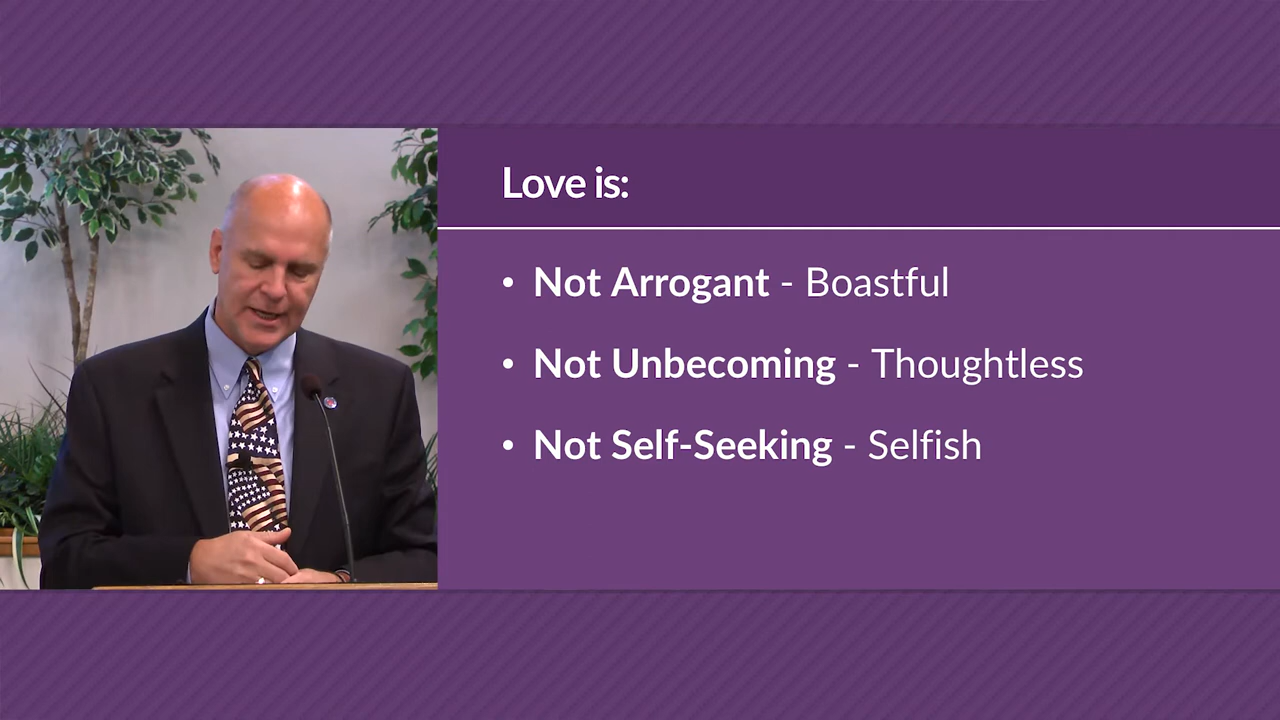 Love is:
• Not Arrogant - Boastful
• Not Unbecoming - Thoughtless
• Not Self-Seeking - Selfish